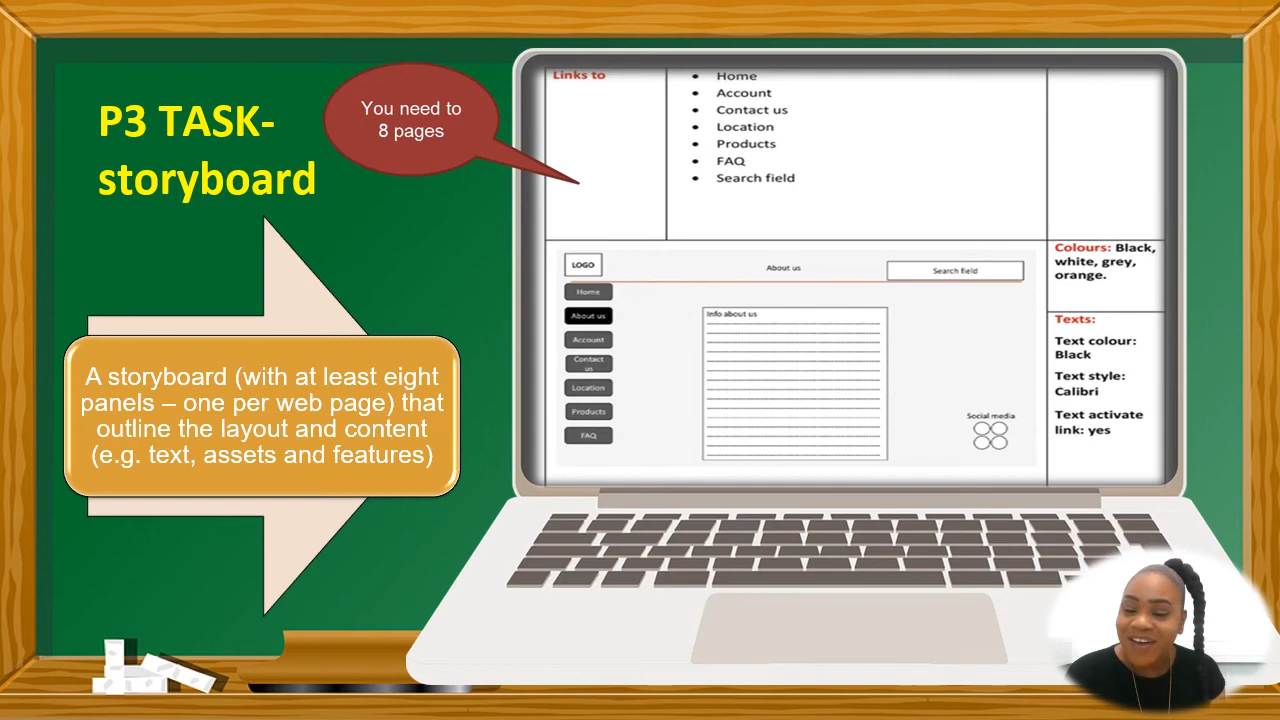 P3 TASK-
storyboard
You need to
8 pages
A storyboard (with at least eight
panels – one per web page) that
outline the layout and content
(e.g. text, assets and features)
Links to
• Home
• Account
• Contact us
• Location
• Products
• FAQ
• Search field
LOGO
About us
Search field
Home
About us
Account
Contact
us
Location
Products
FAQ
Info about us
Social media
Colours: Black,
white, grey,
orange.
Texts:
Text colour:
Black
Text style:
Calibri
Text activate
link: yes